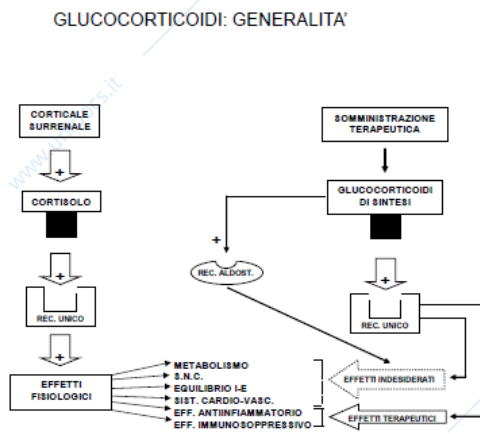 GLUCOCORTICOIDI: GENERALITA'
CORTICALE
SURRENALE
+
CORTISOLO
+
REC. UNICO
+
EFFETTI
FISIOLOGICI
SOMMINISTRAZIONE
TERAPEUTICA
GLUCOCORTICOIDI
DI SINTESI
+
REC. ALDOST.
+
REC. UNICO
METABOLISMO
S.N.C.
EQUILIBRIO I-E
SIST. CARDIO-VASC.
EFF. ANTIINFIAMMATORIO
EFF. IMMUNOSOPPRESSIVO
EFFETTI INDESIDERATI
EFFETTI TERAPEUTICI